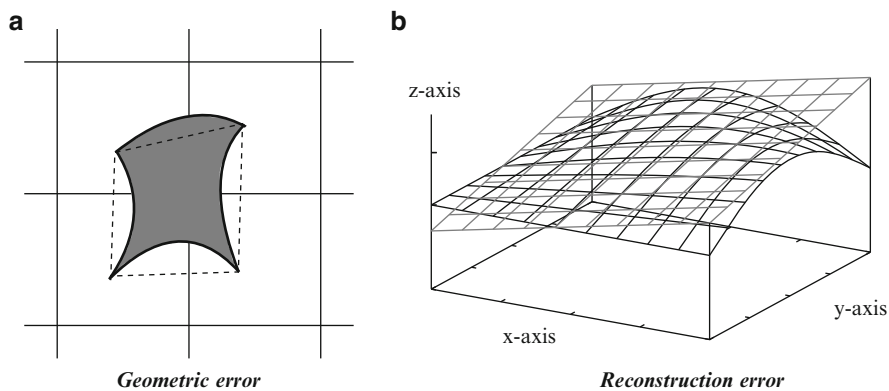 a
b
z-axis
x-axis
y-axis
Geometric error
Reconstruction error